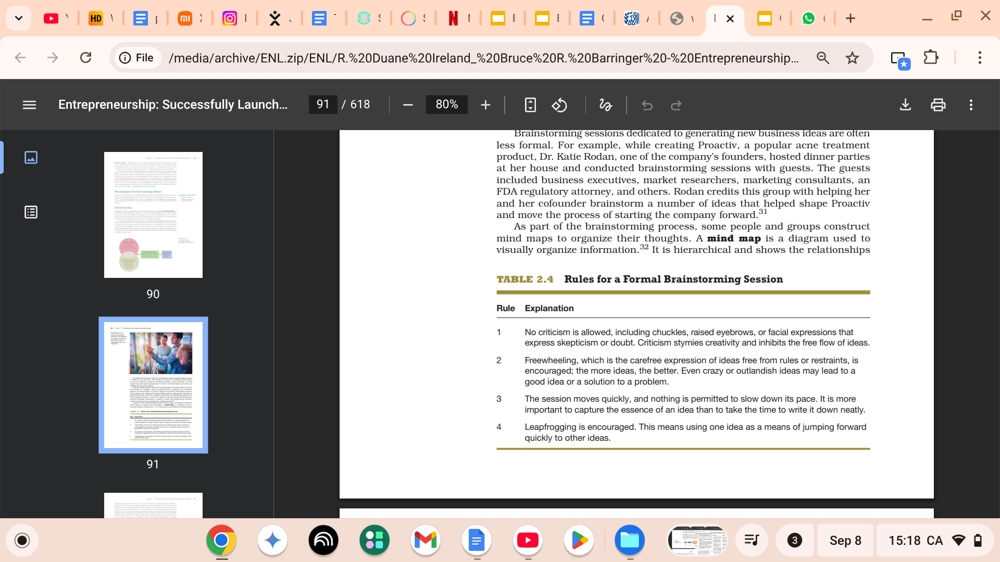 HD
File
/media/archive/ENL.zip/ENL/R.%20Duane%20Ireland_%20Bruce%20R.%20Barringer%20-%20Entrepreneurship...
Entrepreneurship: Successfully Launch...
91 / 618
80%
Techniques for Generating Ideas
Brainstorming
90
91
Brainstorming sessions dedicated to generating new business ideas are often
less formal. For example, while creating Proactiv, a popular acne treatment
product, Dr. Katie Rodan, one of the company's founders, hosted dinner parties
at her house and conducted brainstorming sessions with guests. The guests
included business executives, market researchers, marketing consultants, an
FDA regulatory attorney, and others. Rodan credits this group with helping her
and her cofounder brainstorm a number of ideas that helped shape Proactiv
and move the process of starting the company forward.31
As part of the brainstorming process, some people and groups construct
mind maps to organize their thoughts. A mind map is a diagram used to
visually organize information.32 It is hierarchical and shows the relationships
TABLE 2.4 Rules for a Formal Brainstorming Session
Rule Explanation
1 No criticism is allowed, including chuckles, raised eyebrows, or facial expressions that
express skepticism or doubt. Criticism stymies creativity and inhibits the free flow of ideas.
2 Freewheeling, which is the carefree expression of ideas free from rules or restraints, is
encouraged; the more ideas, the better. Even crazy or outlandish ideas may lead to a
good idea or a solution to a problem.
3 The session moves quickly, and nothing is permitted to slow down its pace. It is more
important to capture the essence of an idea than to take the time to write it down neatly.
4 Leapfrogging is encouraged. This means using one idea as a means of jumping forward
quickly to other ideas.
3
Sep 8
15:18 CA